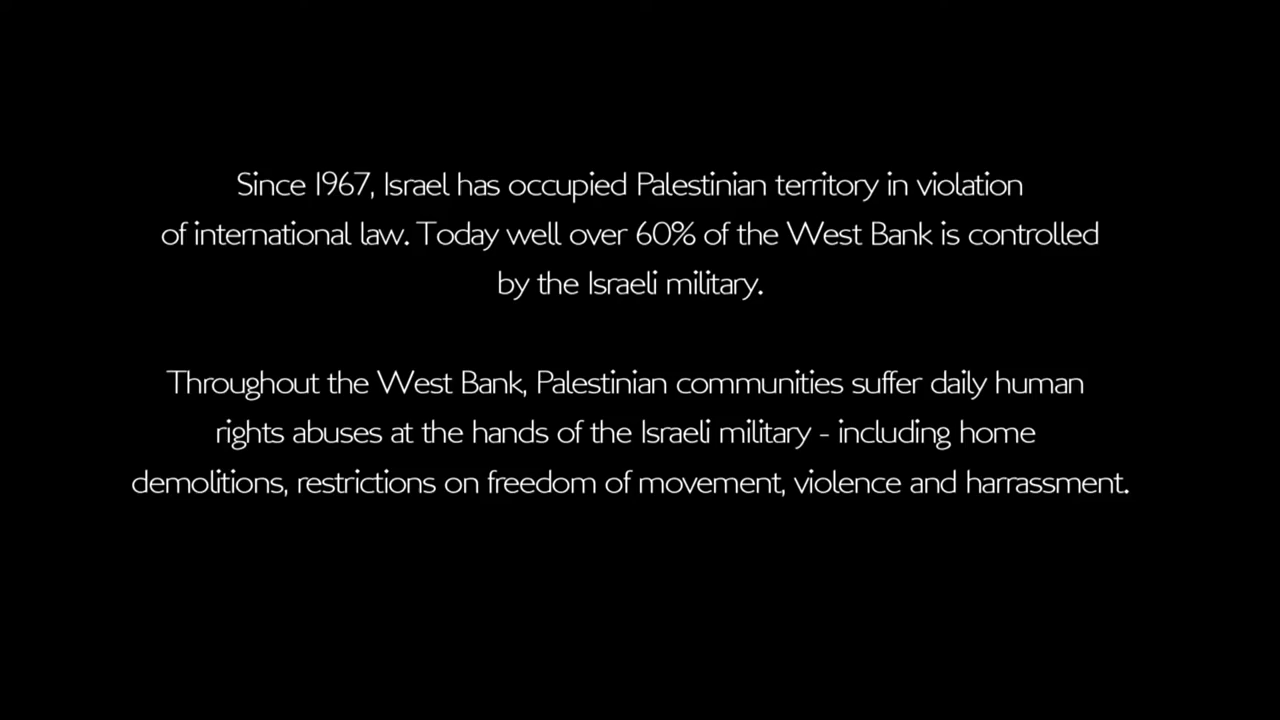 Since 1967, Israel has occupied Palestinian territory in violation
of international law. Today well over 60% of the West Bank is controlled
by the Israeli military.
Throughout the West Bank, Palestinian communities suffer daily human
rights abuses at the hands of the Israeli military - including home
demolitions, restrictions on freedom of movement, violence and harrassment.